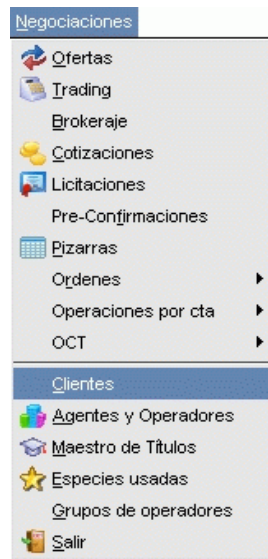 Negociaciones
Ofertas
Trading
Brokeraje
Cotizaciones
Licitaciones
Pre-Confirmaciones
Pizarras
Ordenes
Operaciones por cta
OCT
Clientes
Agentes y Operadores
Maestro de Títulos
Especies usadas
Grupos de operadores
Salir